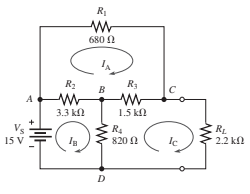 R1
680 Ω
IA
R2
R3
A
B
C
3.3 kΩ
1.5 kΩ
VS
15 V
+
−
IB
R4
820 Ω
IC
RL
2.2 kΩ
D